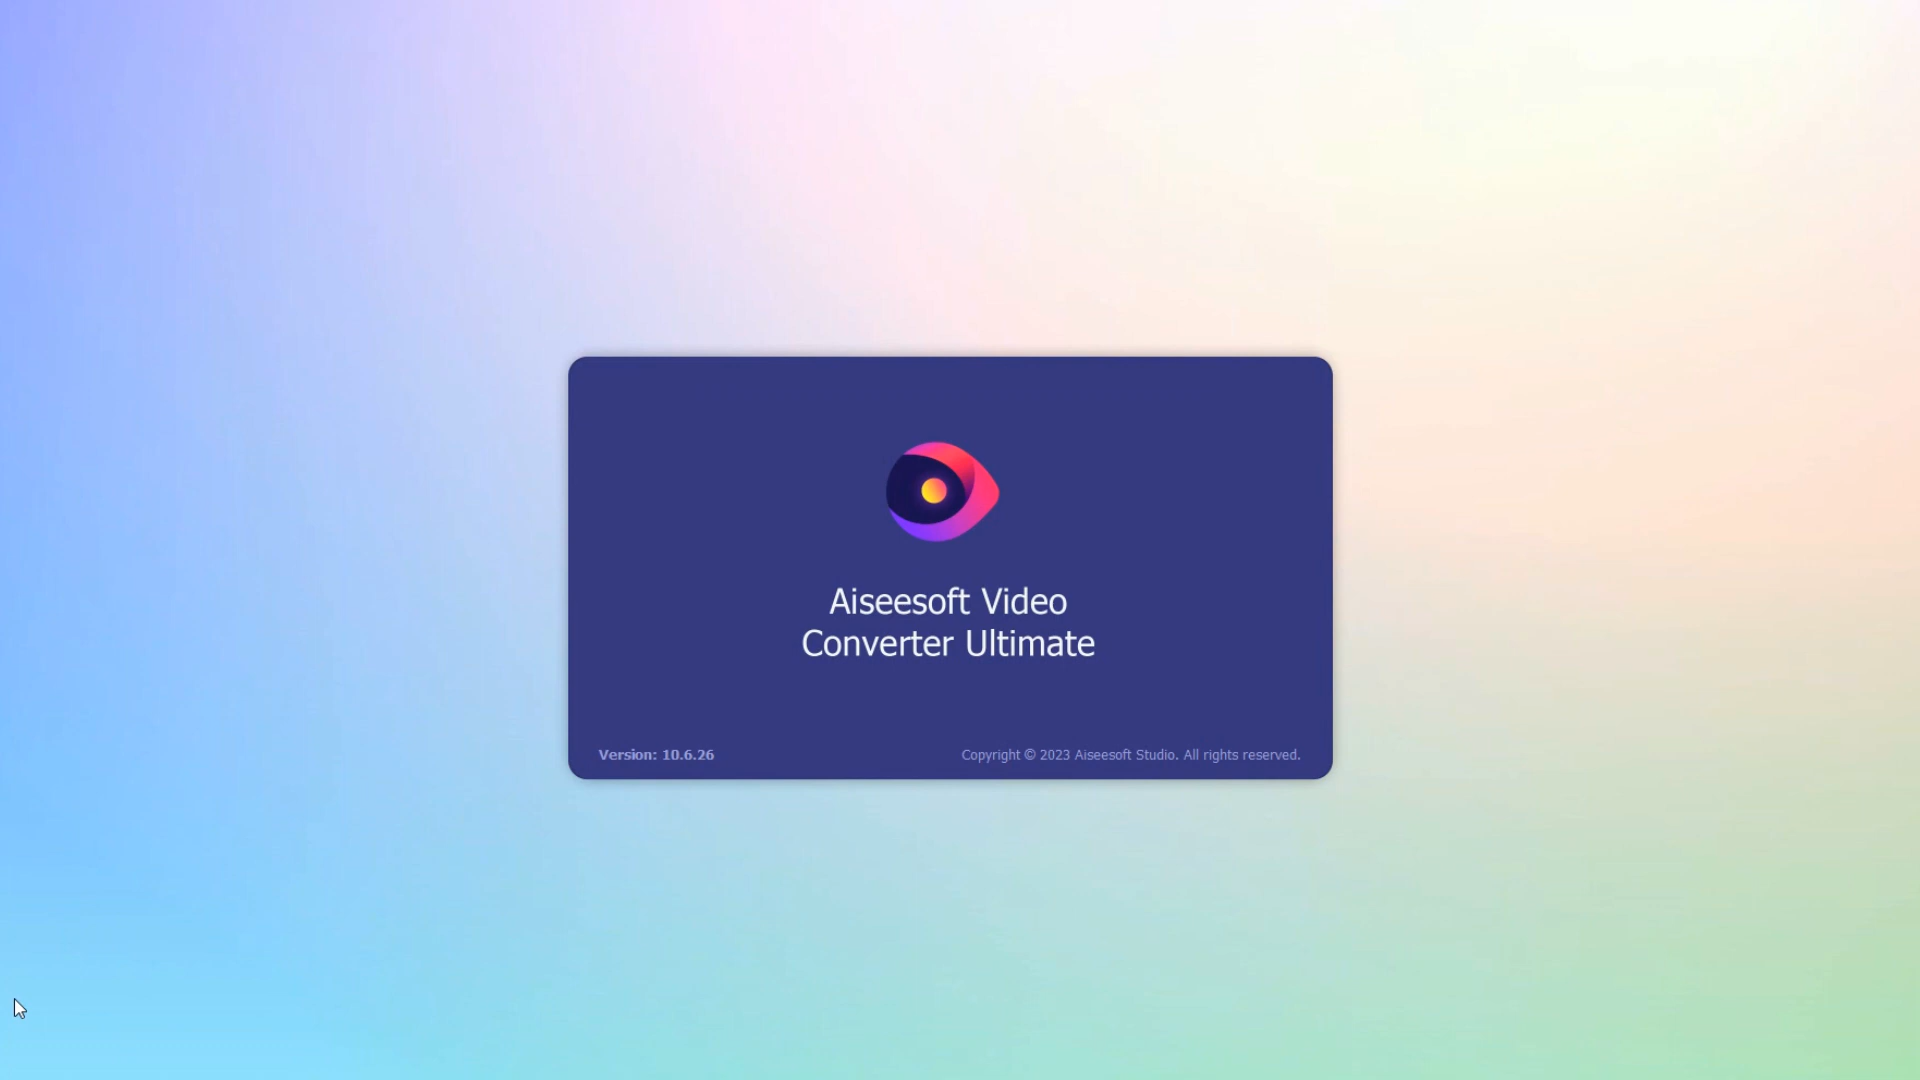 Aiseesoft Video
Converter Ultimate
Version: 10.6.26
Copyright © 2023 Aiseesoft Studio. All rights reserved.